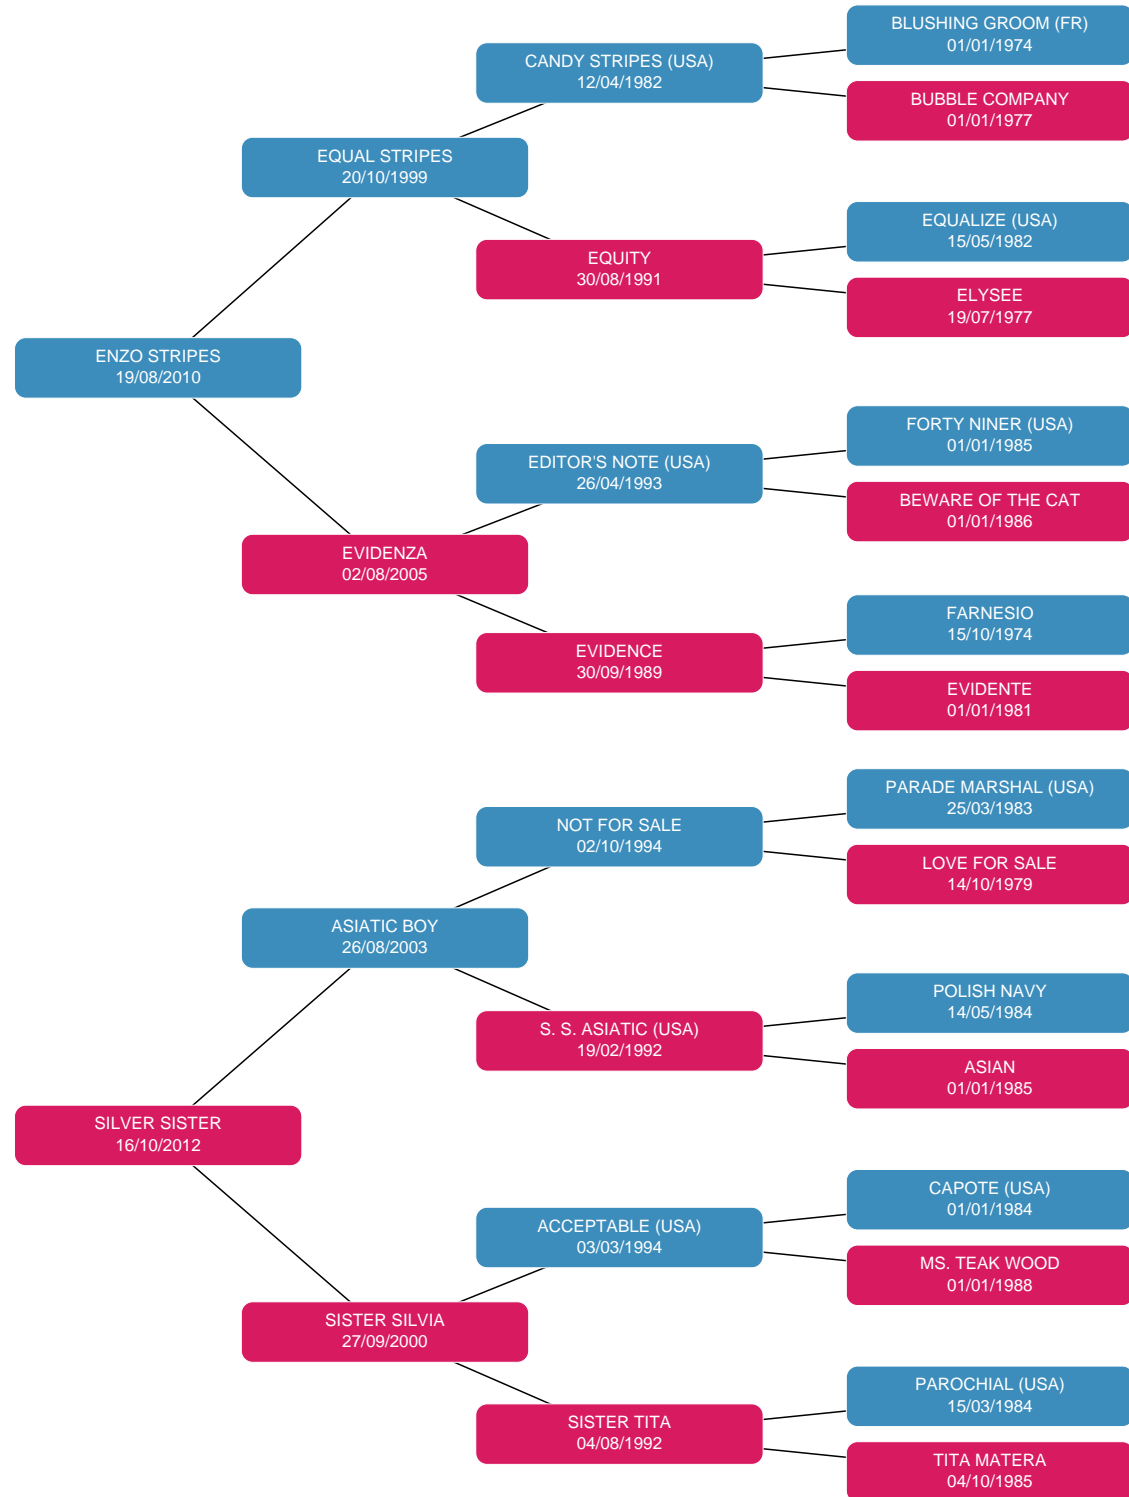 BLUSHING GROOM (FR)
01/01/1974
CANDY STRIPES (USA)
12/04/1982
BUBBLE COMPANY
01/01/1977
EQUAL STRIPES
20/10/1999
EQUALIZE (USA)
15/05/1982
EQUITY
30/08/1991
ELYSEE
19/07/1977
ENZO STRIPES
19/08/2010
FORTY NINER (USA)
01/01/1985
EDITOR'S NOTE (USA)
26/04/1993
BEWARE OF THE CAT
01/01/1986
EVIDENZA
02/08/2005
FARNESIO
15/10/1974
EVIDENCE
30/09/1989
EVIDENTE
01/01/1981
PARADE MARSHAL (USA)
25/03/1983
NOT FOR SALE
02/10/1994
LOVE FOR SALE
14/10/1979
ASIATIC BOY
26/08/2003
POLISH NAVY
14/05/1984
S. S. ASIATIC (USA)
19/02/1992
ASIAN
01/01/1985
SILVER SISTER
16/10/2012
CAPOTE (USA)
01/01/1984
ACCEPTABLE (USA)
03/03/1994
MS. TEAK WOOD
01/01/1988
SISTER SILVIA
27/09/2000
PAROCHIAL (USA)
15/03/1984
SISTER TITA
04/08/1992
TITA MATERA
04/10/1985